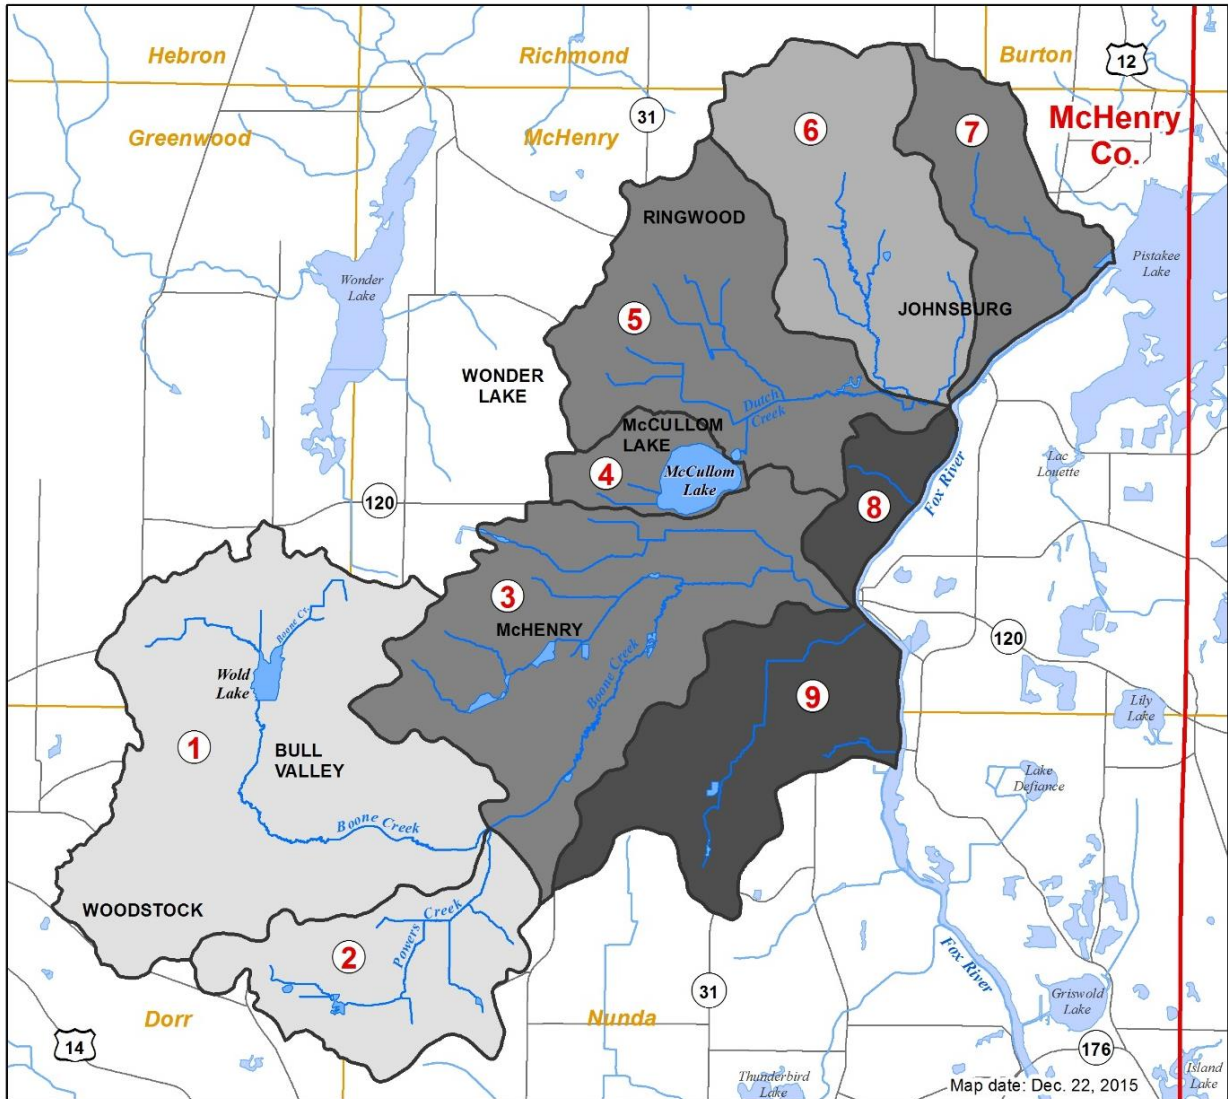 Hebron
Richmond
Burton
12
Greenwood
31
McHenry
6
7
McHenry
Co.
RINGWOOD
Wonder
Lake
Pistakee
Lake
5
JOHNSBURG
WONDER
LAKE
Dutch
Creek
McCULLOM
LAKE
4
McCullom
Lake
Lac
Louette
120
8
Fox River
3
McHENRY
Boone Cr.
120
Wold
Lake
Boone Creek
9
Lily
Lake
1
BULL
VALLEY
Lake
Defiance
Boone Creek
WOODSTOCK
Creek
Powers
2
Fox River
31
Griswold
Lake
Dorr
Nunda
14
176
Island
Lake
Thunderbird
Lake
Map date: Dec. 22, 2015